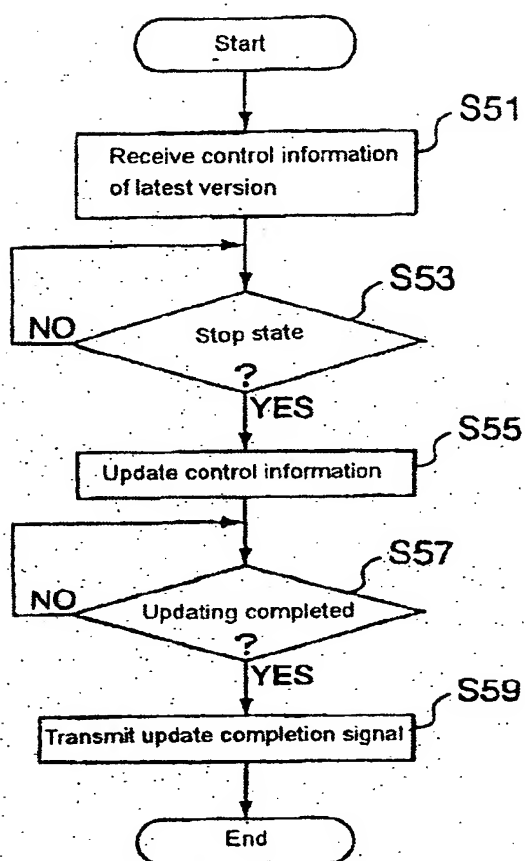 Start
S51
Receive control information
of latest version
S53
Stop state
?
NO
YES
S55
Update control information
S57
Updating completed
?
NO
YES
S59
Transmit update completion signal
End